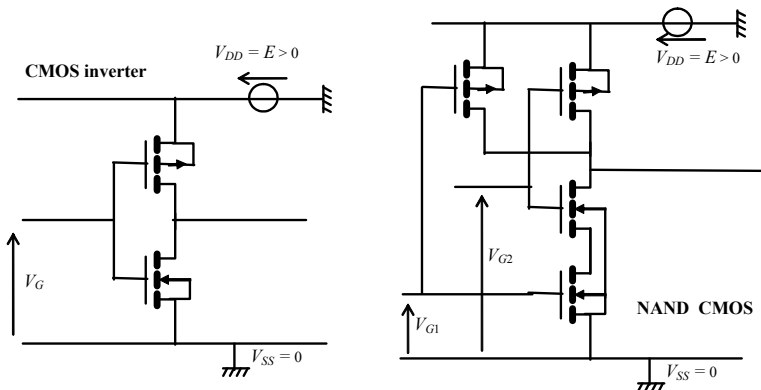 V_DD = E > 0
CMOS inverter
V_G
V_SS = 0
V_DD = E > 0
V_G2
V_G1
NAND CMOS
V_SS = 0